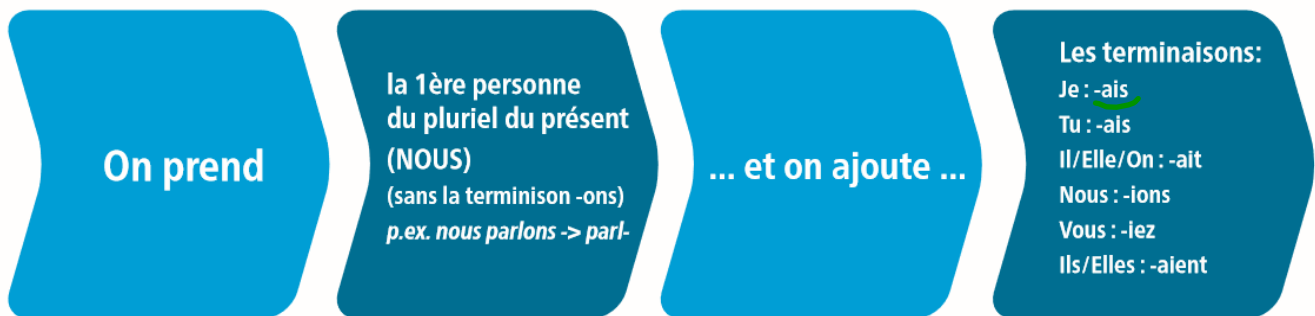 On prend
la 1ère personne
du pluriel du présent
(NOUS)
(sans la terminison -ons)
p.ex. nous parlons -> parl-
... et on ajoute ...
Les terminaisons:
Je : -ais
Tu : -ais
Il/Elle/On : -ait
Nous : -ions
Vous : -iez
Ils/Elles : -aient